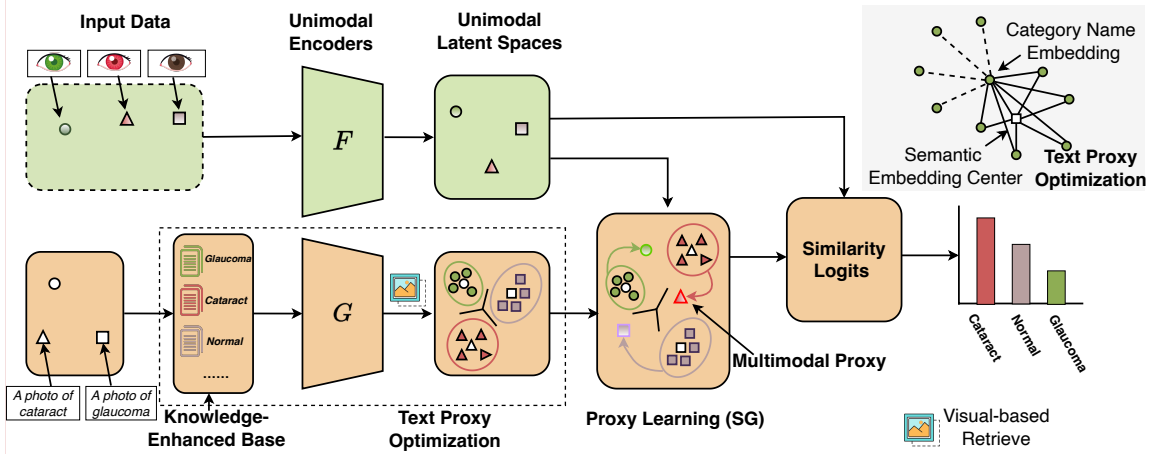 Input Data
Unimodal
Encoders
Unimodal
Latent Spaces
Category Name
Embedding
Semantic
Embedding Center
Text Proxy
Optimization
F
Glaucoma
Cataract
Normal
......
G
Similarity
Logits
Cataract
Normal
Glaucoma
Multimodal Proxy
A photo of
cataract
A photo of
glaucoma
Knowledge-
Enhanced Base
Text Proxy
Optimization
Proxy Learning (SG)
Visual-based
Retrieve